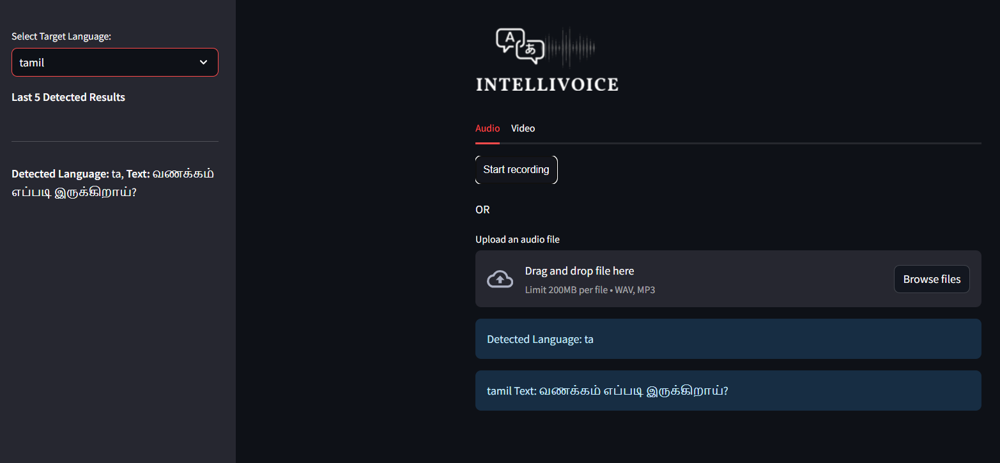 Select Target Language:
tamil
Last 5 Detected Results
Detected Language: ta, Text: வணக்கம்
எப்படி இருக்கிறாய்?
A
あ
INTELLIVOICE
Audio Video
Start recording
OR
Upload an audio file
Drag and drop file here
Limit 200MB per file • WAV, MP3
Browse files
Detected Language: ta
tamil Text: வணக்கம் எப்படி இருக்கிறாய்?